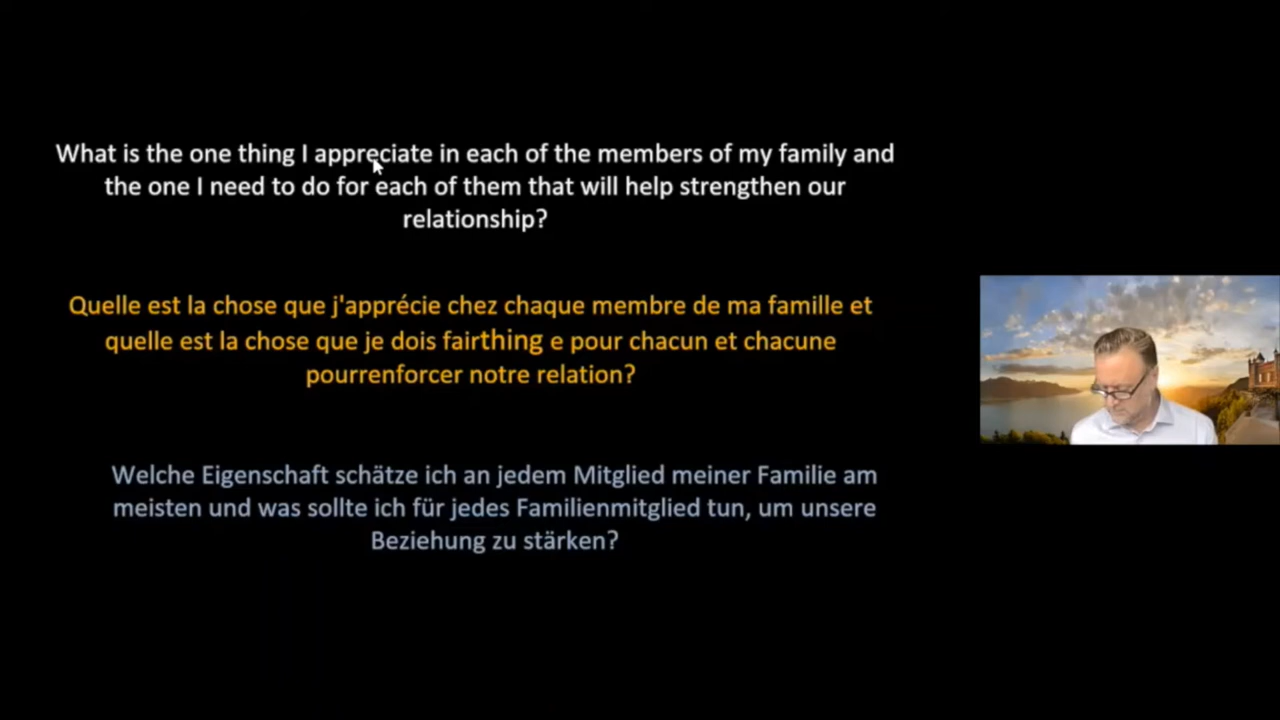 What is the one thing I appreciate in each of the members of my family and
the one I need to do for each of them that will help strengthen our
relationship?
Quelle est la chose que j'apprécie chez chaque membre de ma famille et
quelle est la chose que je dois fairthing e pour chacun et chacune
pourrenforcer notre relation?
Welche Eigenschaft schätze ich an jedem Mitglied meiner Familie am
meisten und was sollte ich für jedes Familienmitglied tun, um unsere
Beziehung zu stärken?